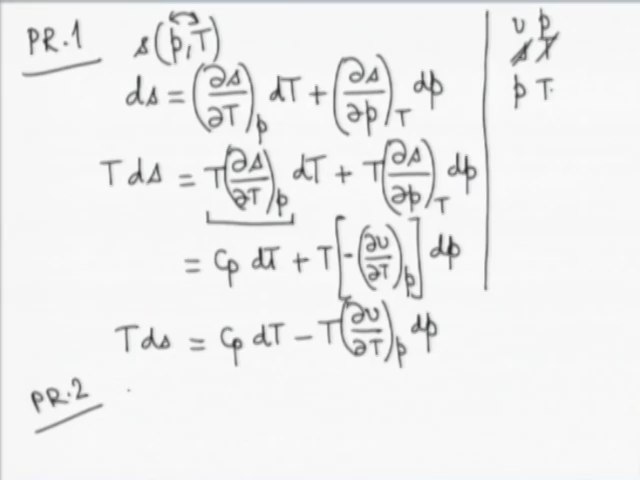 PR.1 s(p,T)
ds = (∂s/∂T)_p dT + (∂s/∂p)_T dp
T ds = T(∂s/∂T)_p dT + T(∂s/∂p)_T dp
= Cp dT + T[-(∂v/∂T)_p] dp
T ds = Cp dT - T(∂v/∂T)_p dp
PR.2
v p
s T
p T